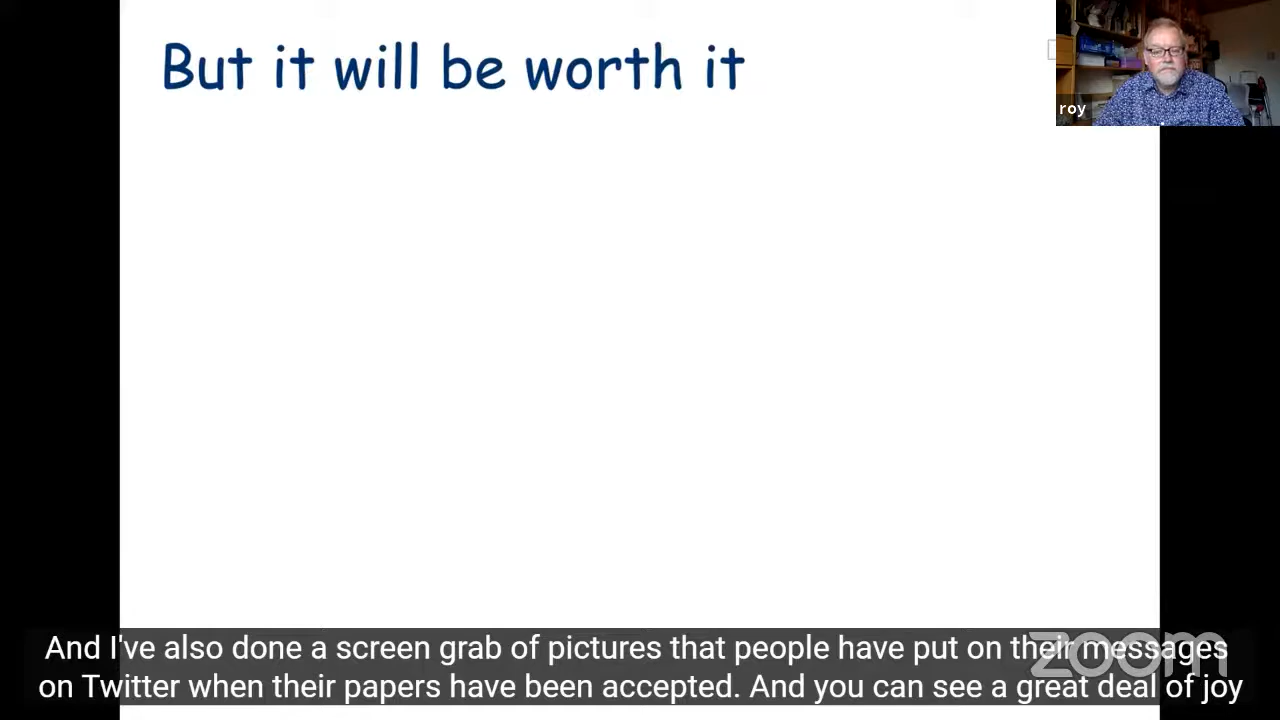 But it will be worth it
roy
zoom
And I've also done a screen grab of pictures that people have put on their messages
on Twitter when their papers have been accepted. And you can see a great deal of joy